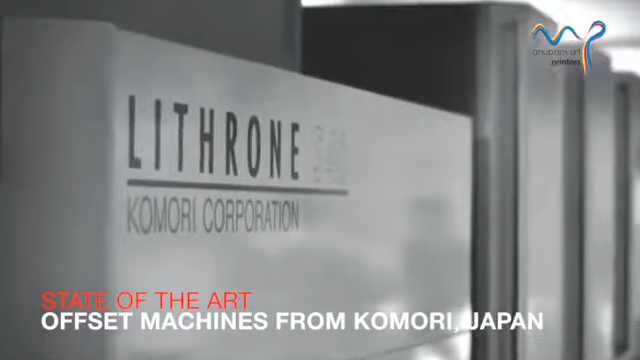 anupam art
printers
LITHRONE
KOMORI CORPORATION
STATE OF THE ART
OFFSET MACHINES FROM KOMORI, JAPAN